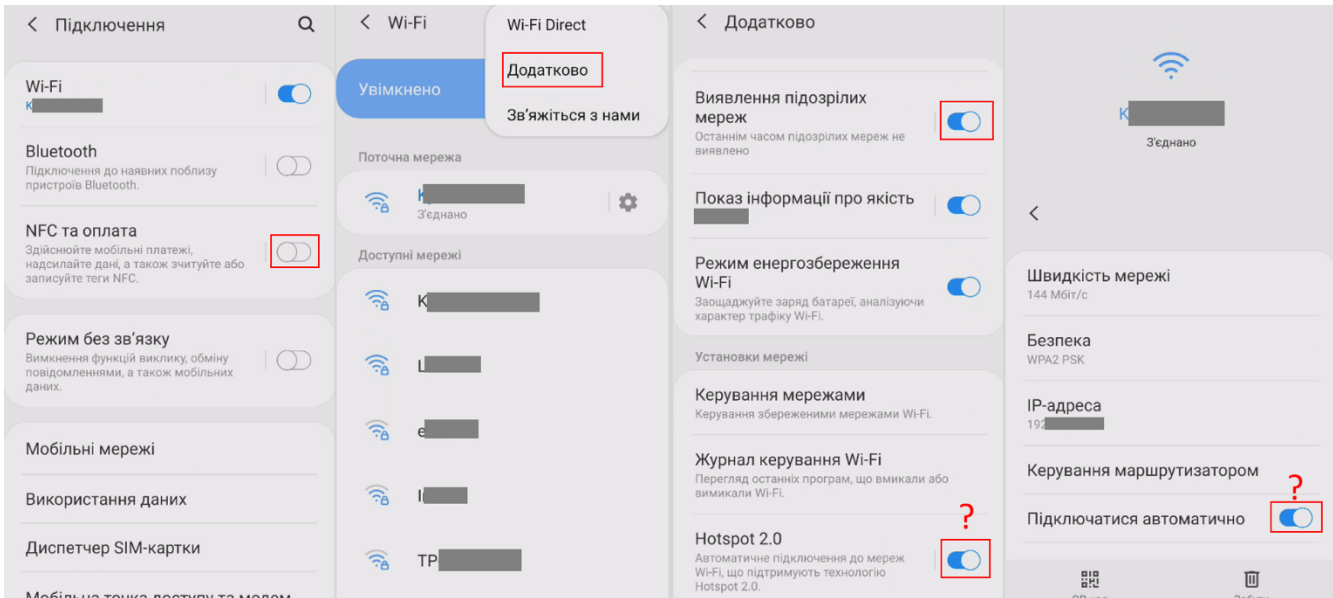 Підключення
Wi-Fi
К
Bluetooth
Підключення до наявних поблизу
пристроїв Bluetooth.
NFC та оплата
Здійснюйте мобільні платежі,
надсилайте дані, а також зчитуйте або
записуйте теги NFC.
Режим без зв’язку
Вимкнення функцій виклику, обміну
повідомленнями, а також мобільних
даних.
Мобільні мережі
Використання даних
Диспетчер SIM-картки
Мобільна точка доступу та модем
Wi-Fi
Wi-Fi Direct
Додатково
Зв’яжіться з нами
Увімкнено
Поточна мережа
З’єднано
Доступні мережі
K
L
e
TP
Додатково
Виявлення підозрілих
мереж
Останнім часом підозрілих мереж не
виявлено
Показ інформації про якість
Режим енергозбереження
Wi-Fi
Заощаджуйте заряд батареї, аналізуючи
характер трафіку Wi-Fi.
Установки мережі
Керування мережами
Керування збереженими мережами Wi-Fi.
Журнал керування Wi-Fi
Перегляд останніх програм, що вмикали або
вимикали Wi-Fi.
?
Hotspot 2.0
Автоматичне підключення до мереж
Wi-Fi, що підтримують технологію
Hotspot 2.0.
K
З’єднано
Швидкість мережі
144 Мбіт/с
Безпека
WPA2 PSK
IP-адреса
192
Керування маршрутизатором
?
Підключатися автоматично